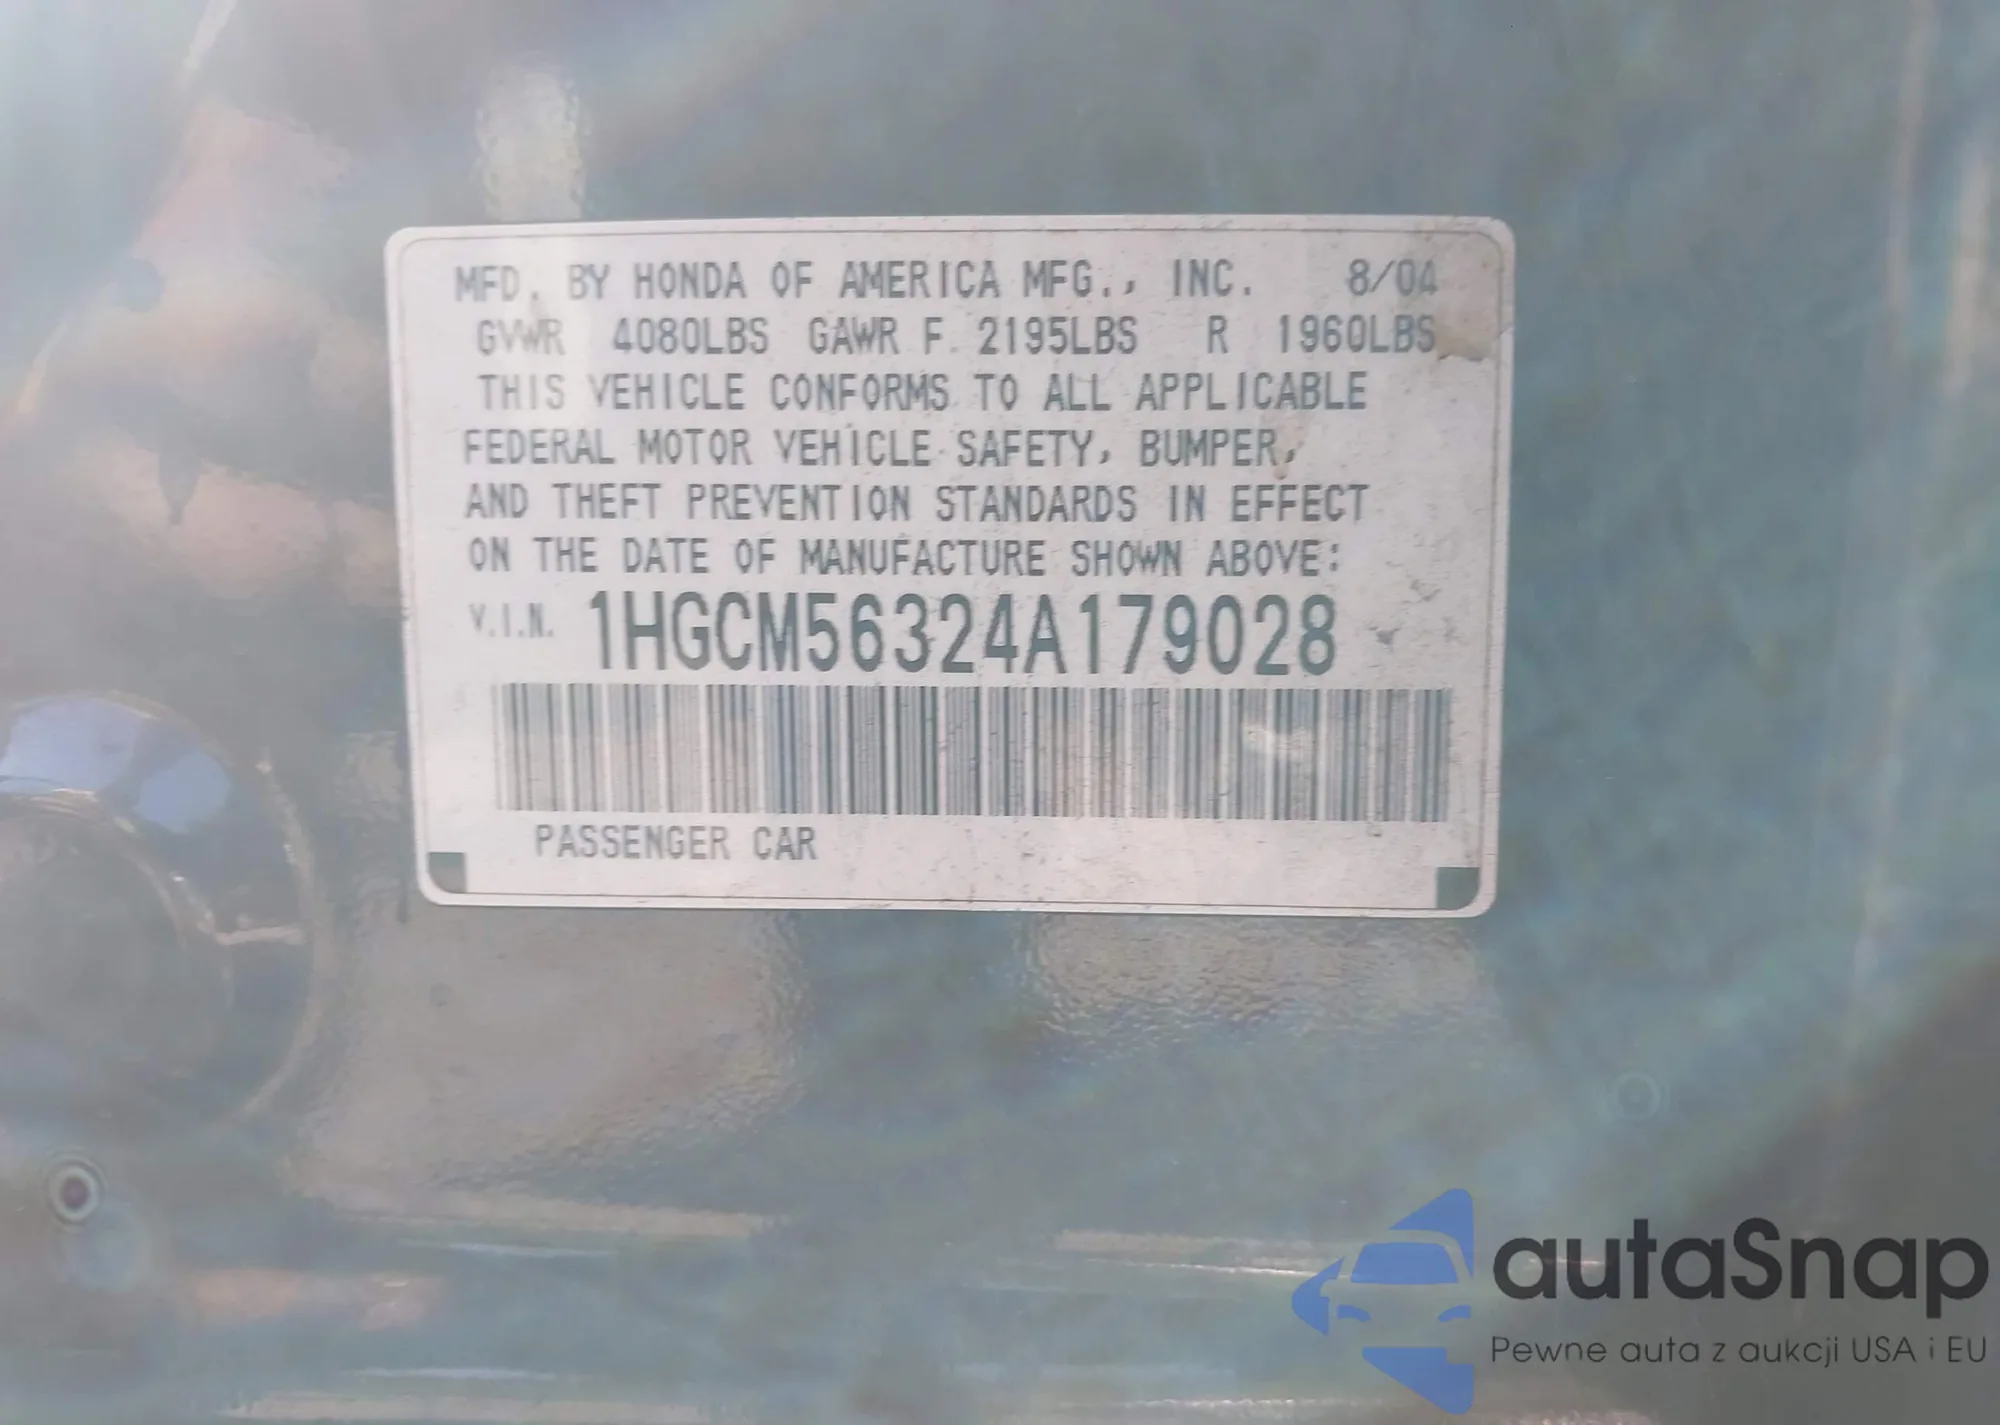 MFD. BY HONDA OF AMERICA MFG., INC. 8/04
GVWR 4080LBS GAWR F. 2195LBS R 1960LBS
THIS VEHICLE CONFORMS TO ALL APPLICABLE
FEDERAL MOTOR VEHICLE SAFETY, BUMPER,
AND THEFT PREVENTION STANDARDS IN EFFECT
ON THE DATE OF MANUFACTURE SHOWN ABOVE:
V.I.N. 1HGCM56324A179028
PASSENGER CAR
autaSnap
Pewne auta z aukcji USA i EU